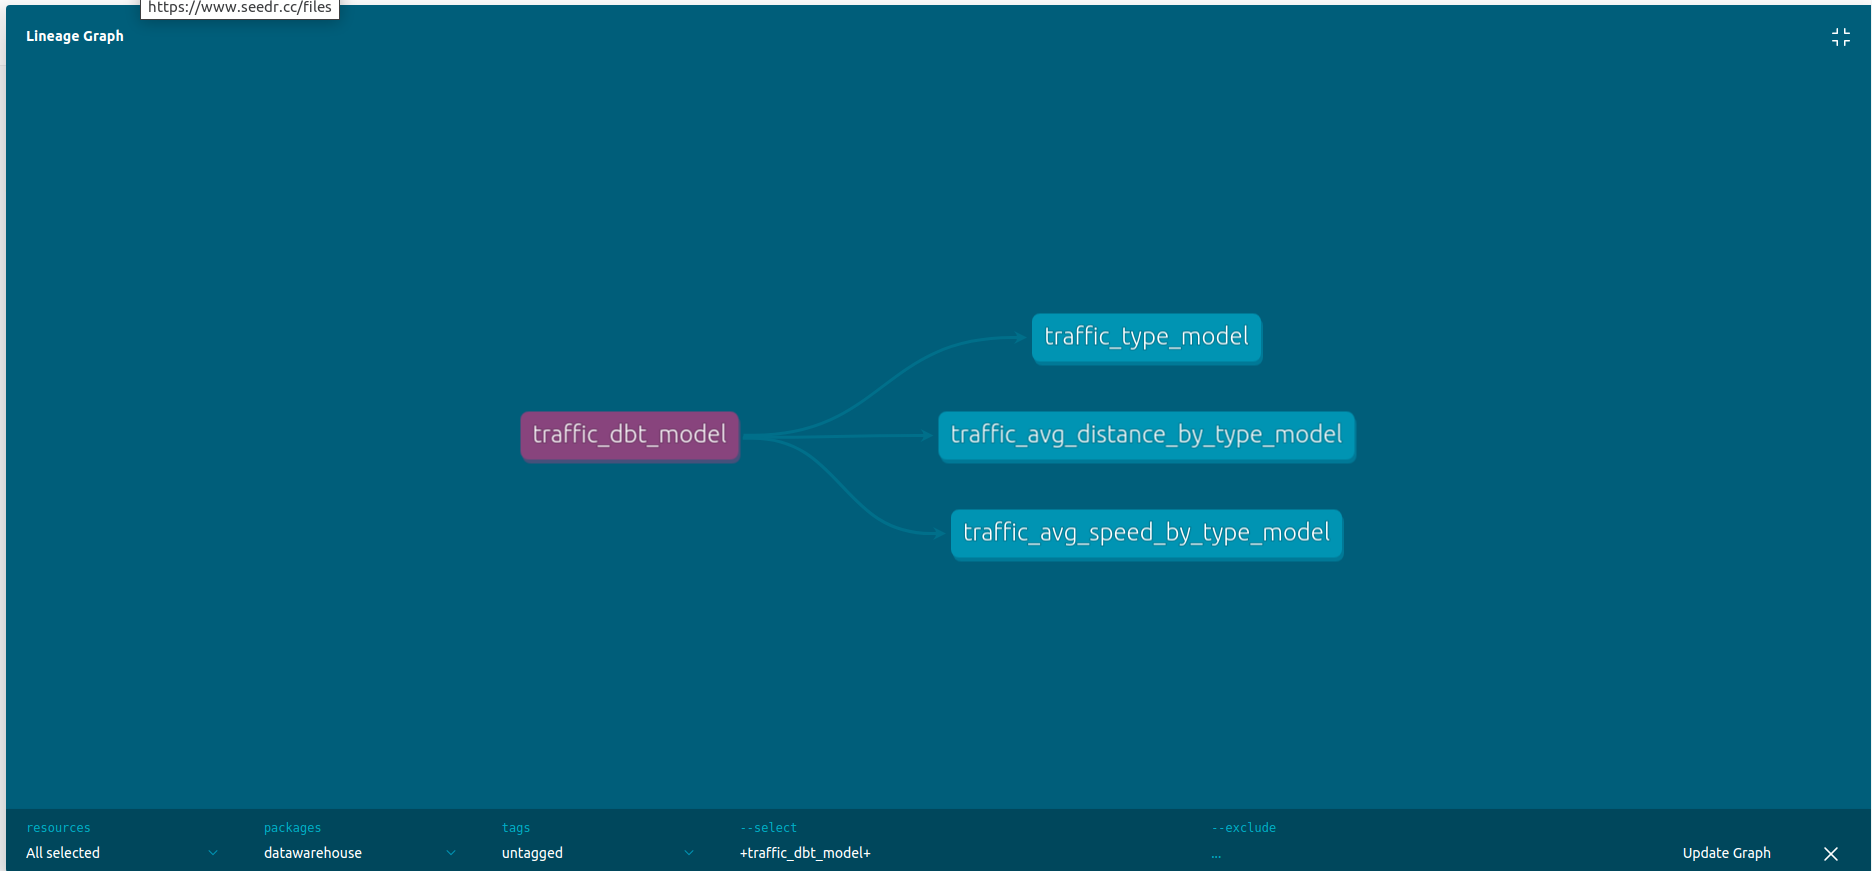 https://www.seedr.cc/files
Lineage Graph
traffic_type_model
traffic_dbt_model
traffic_avg_distance_by_type_model
traffic_avg_speed_by_type_model
resources
packages
tags
--select
--exclude
All selected
datawarehouse
untagged
+traffic_dbt_model+
...
Update Graph